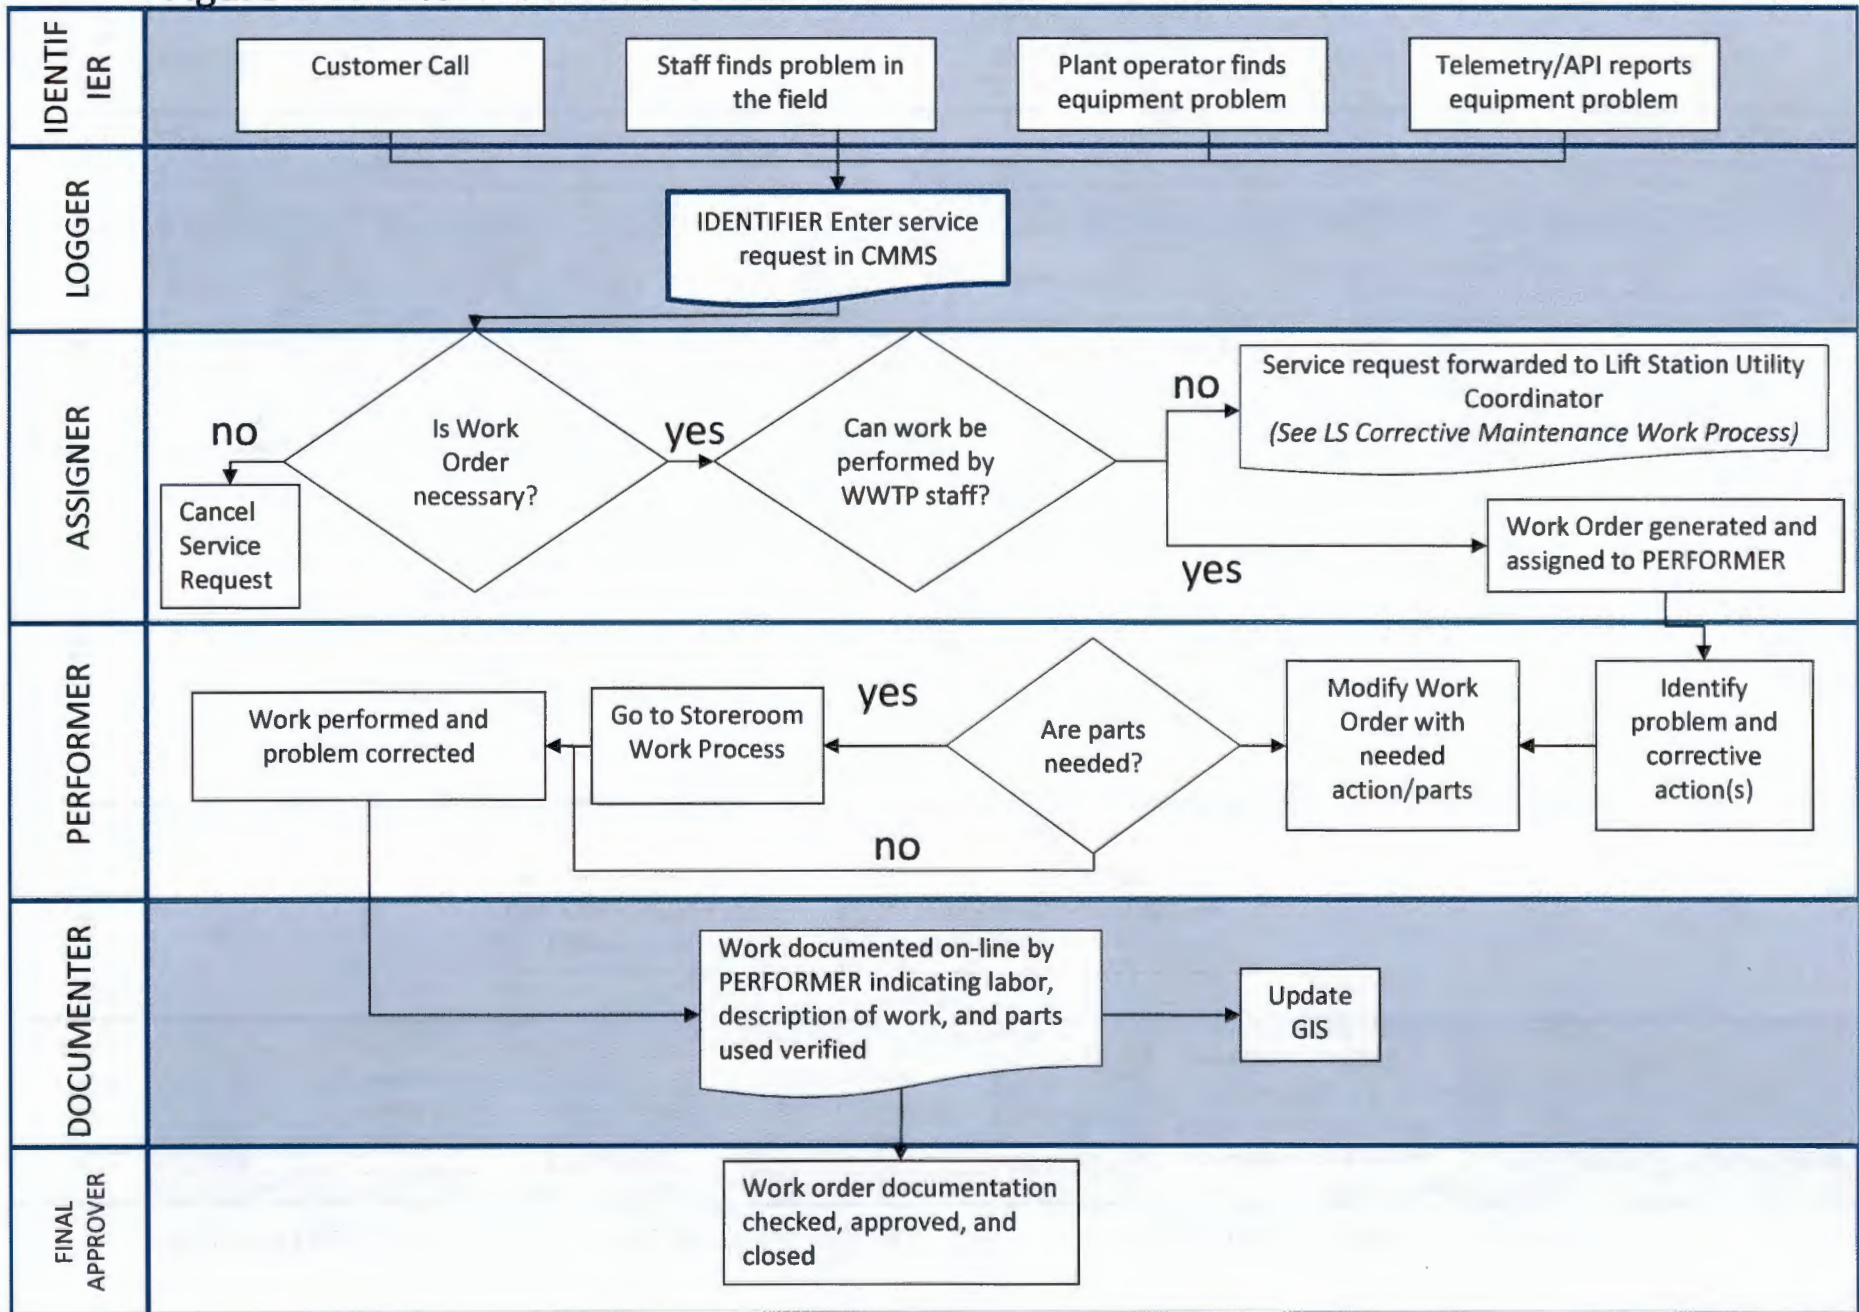 IDENTIF
IER
Customer Call
Staff finds problem in
the field
Plant operator finds
equipment problem
Telemetry/API reports
equipment problem
LOGGER
IDENTIFIER Enter service
request in CMMS
ASSIGNER
no
Is Work
Order
necessary?
yes
Can work be
performed by
WWTP staff?
no
Service request forwarded to Lift Station Utility
Coordinator
(See LS Corrective Maintenance Work Process)
Cancel
Service
Request
yes
Work Order generated and
assigned to PERFORMER
PERFORMER
Work performed and
problem corrected
Go to Storeroom
Work Process
yes
Are parts
needed?
no
Modify Work
Order with
needed
action/parts
Identify
problem and
corrective
action(s)
DOCUMENTER
Work documented on-line by
PERFORMER indicating labor,
description of work, and parts
used verified
Update
GIS
FINAL
APPROVER
Work order documentation
checked, approved, and
closed